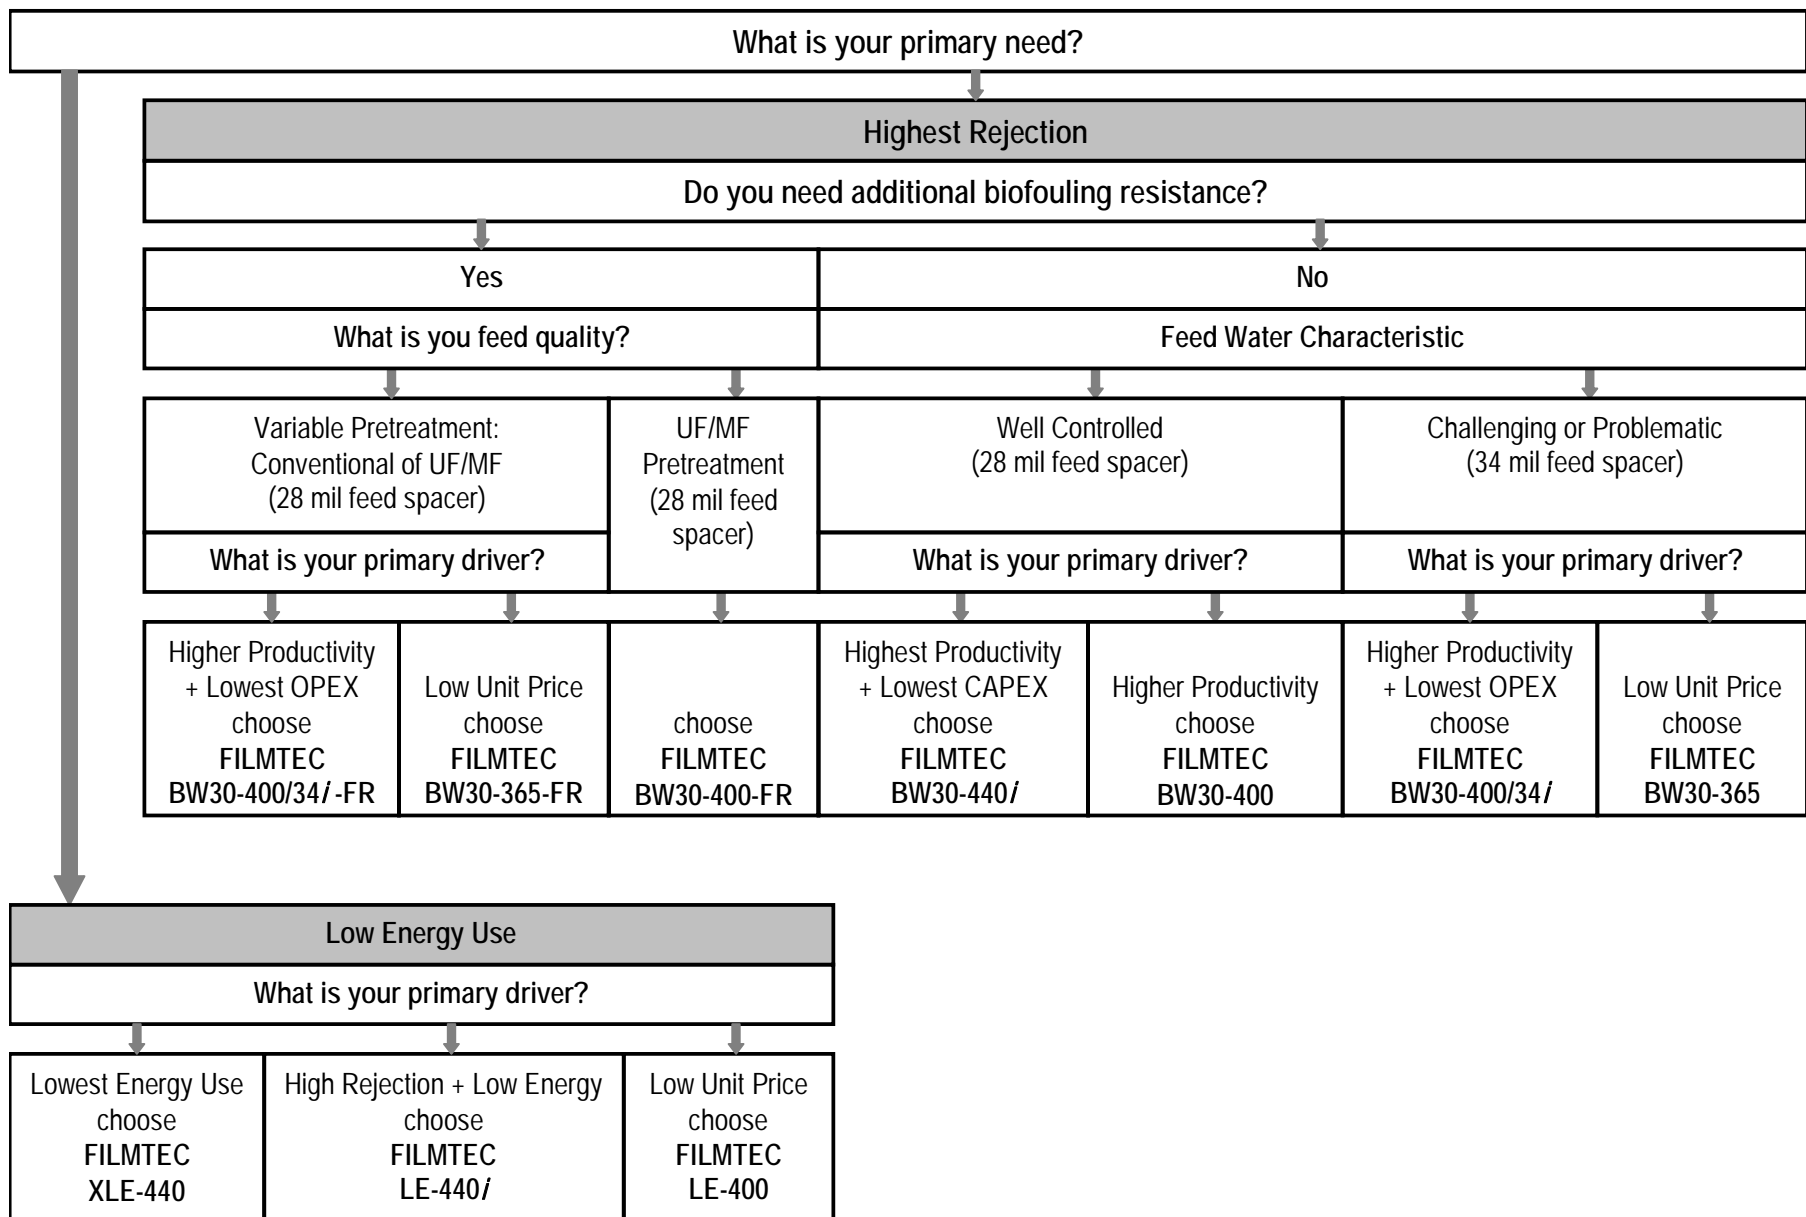 What is your primary need?
Highest Rejection
Do you need additional biofouling resistance?
Yes
No
What is you feed quality?
Feed Water Characteristic
Variable Pretreatment:
Conventional of UF/MF
(28 mil feed spacer)
UF/MF
Pretreatment
(28 mil feed
spacer)
Well Controlled
(28 mil feed spacer)
Challenging or Problematic
(34 mil feed spacer)
What is your primary driver?
What is your primary driver?
What is your primary driver?
Higher Productivity
+ Lowest OPEX
choose
FILMTEC
BW30-400/34i-FR
Low Unit Price
choose
FILMTEC
BW30-365-FR
choose
FILMTEC
BW30-400-FR
Highest Productivity
+ Lowest CAPEX
choose
FILMTEC
BW30-440i
Higher Productivity
choose
FILMTEC
BW30-400
Higher Productivity
+ Lowest OPEX
choose
FILMTEC
BW30-400/34i
Low Unit Price
choose
FILMTEC
BW30-365
Low Energy Use
What is your primary driver?
Lowest Energy Use
choose
FILMTEC
XLE-440
High Rejection + Low Energy
choose
FILMTEC
LE-440i
Low Unit Price
choose
FILMTEC
LE-400